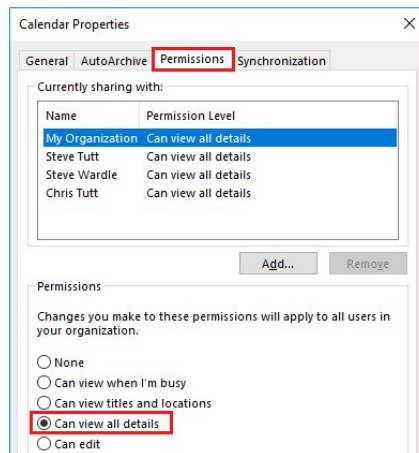 Calendar Properties
General AutoArchive Permissions Synchronization
Currently sharing with:
Name Permission Level
My Organization Can view all details
Steve Tutt Can view all details
Steve Wardle Can view all details
Chris Tutt Can view all details
Add... Remove
Permissions
Changes you make to these permissions will apply to all users in
your organization.
None
Can view when I'm busy
Can view titles and locations
Can view all details
Can edit